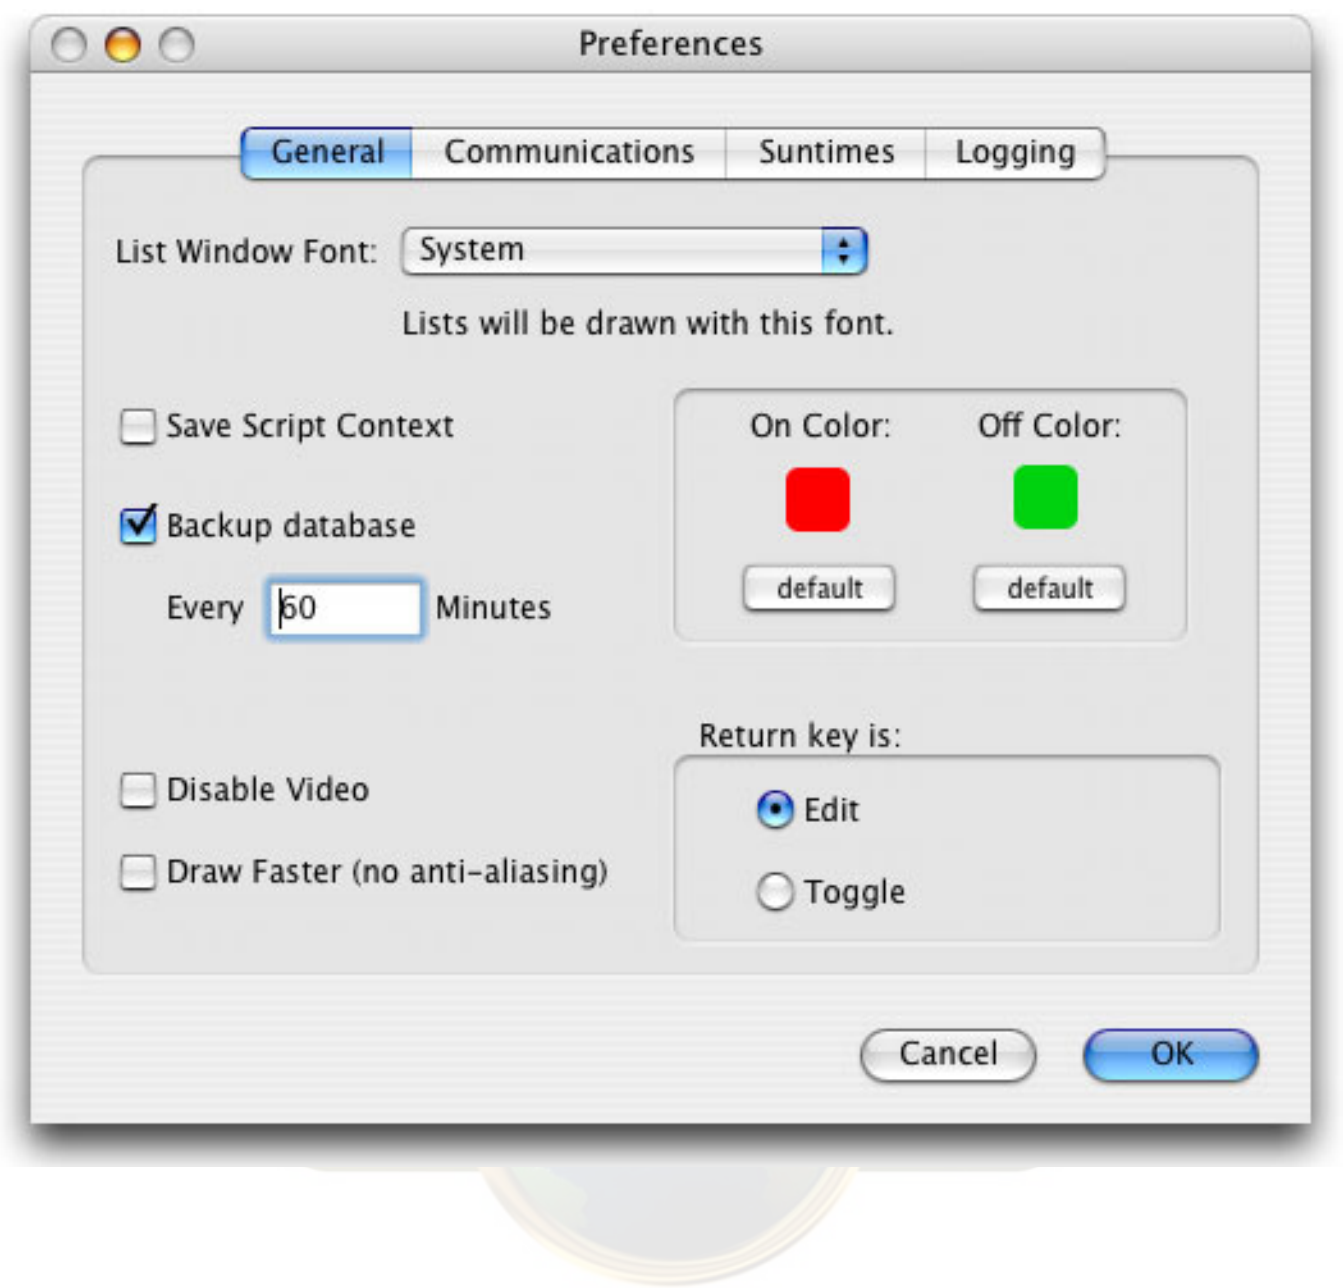 Preferences
General Communications Suntimes Logging
List Window Font: System
Lists will be drawn with this font.
Save Script Context
On Color: Off Color:
Backup database
default default
Every 60 Minutes
Return key is:
Disable Video
Edit
Draw Faster (no anti-aliasing)
Toggle
Cancel OK